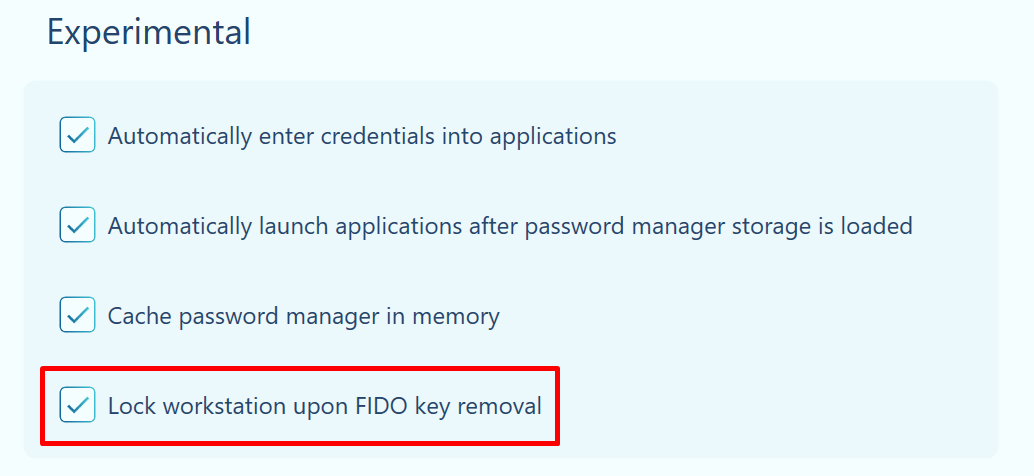 Experimental
Automatically enter credentials into applications
Automatically launch applications after password manager storage is loaded
Cache password manager in memory
Lock workstation upon FIDO key removal